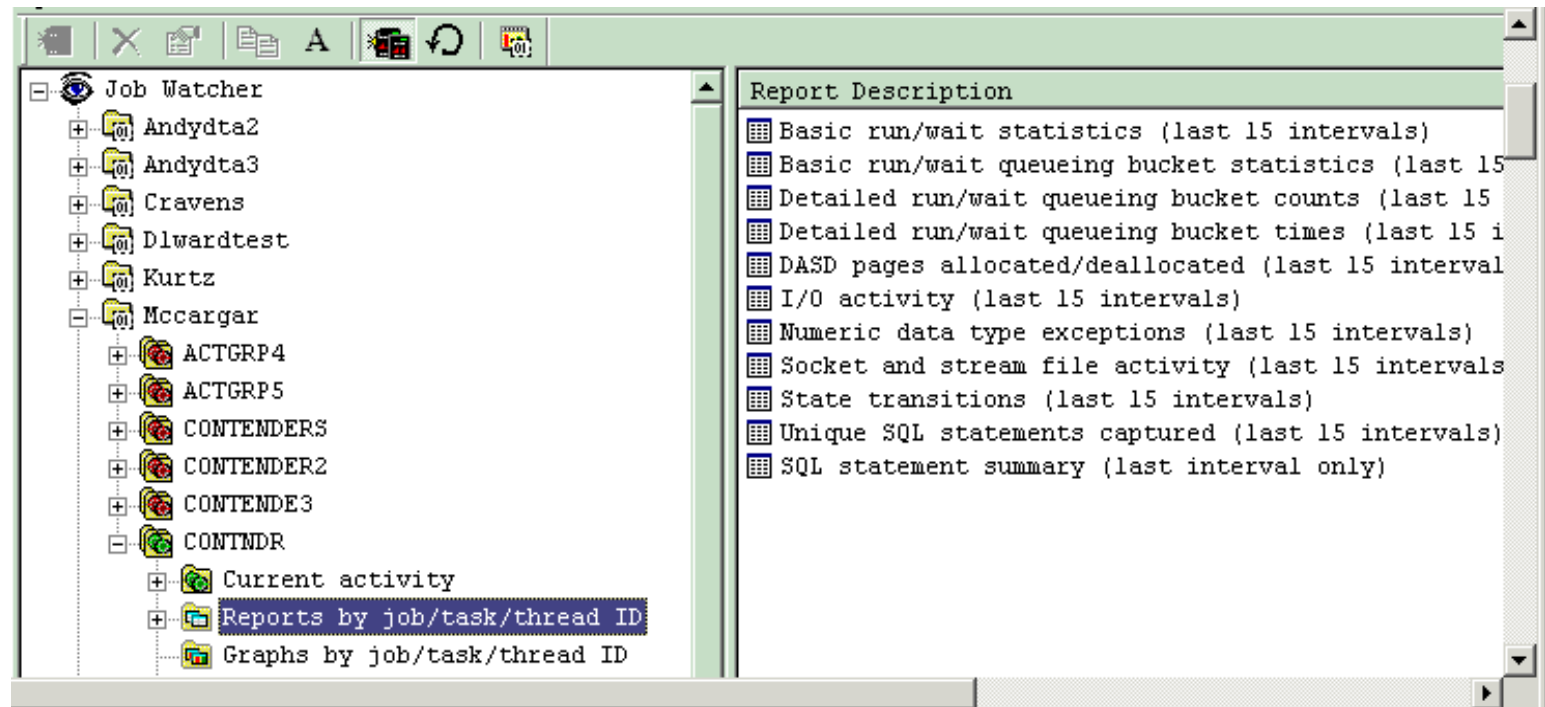 A
Job Watcher
Andydta2
Andydta3
Cravens
Dlwardtest
Kurtz
Mccargar
ACTGRP4
ACTGRP5
CONTENDERS
CONTENDER2
CONTENDE3
CONTNDR
Current activity
Reports by job/task/thread ID
Graphs by job/task/thread ID
Report Description
Basic run/wait statistics (last 15 intervals)
Basic run/wait queueing bucket statistics (last 15
Detailed run/wait queueing bucket counts (last 15
Detailed run/wait queueing bucket times (last 15 i
DASD pages allocated/deallocated (last 15 interval
I/O activity (last 15 intervals)
Numeric data type exceptions (last 15 intervals)
Socket and stream file activity (last 15 intervals
State transitions (last 15 intervals)
Unique SQL statements captured (last 15 intervals)
SQL statement summary (last interval only)